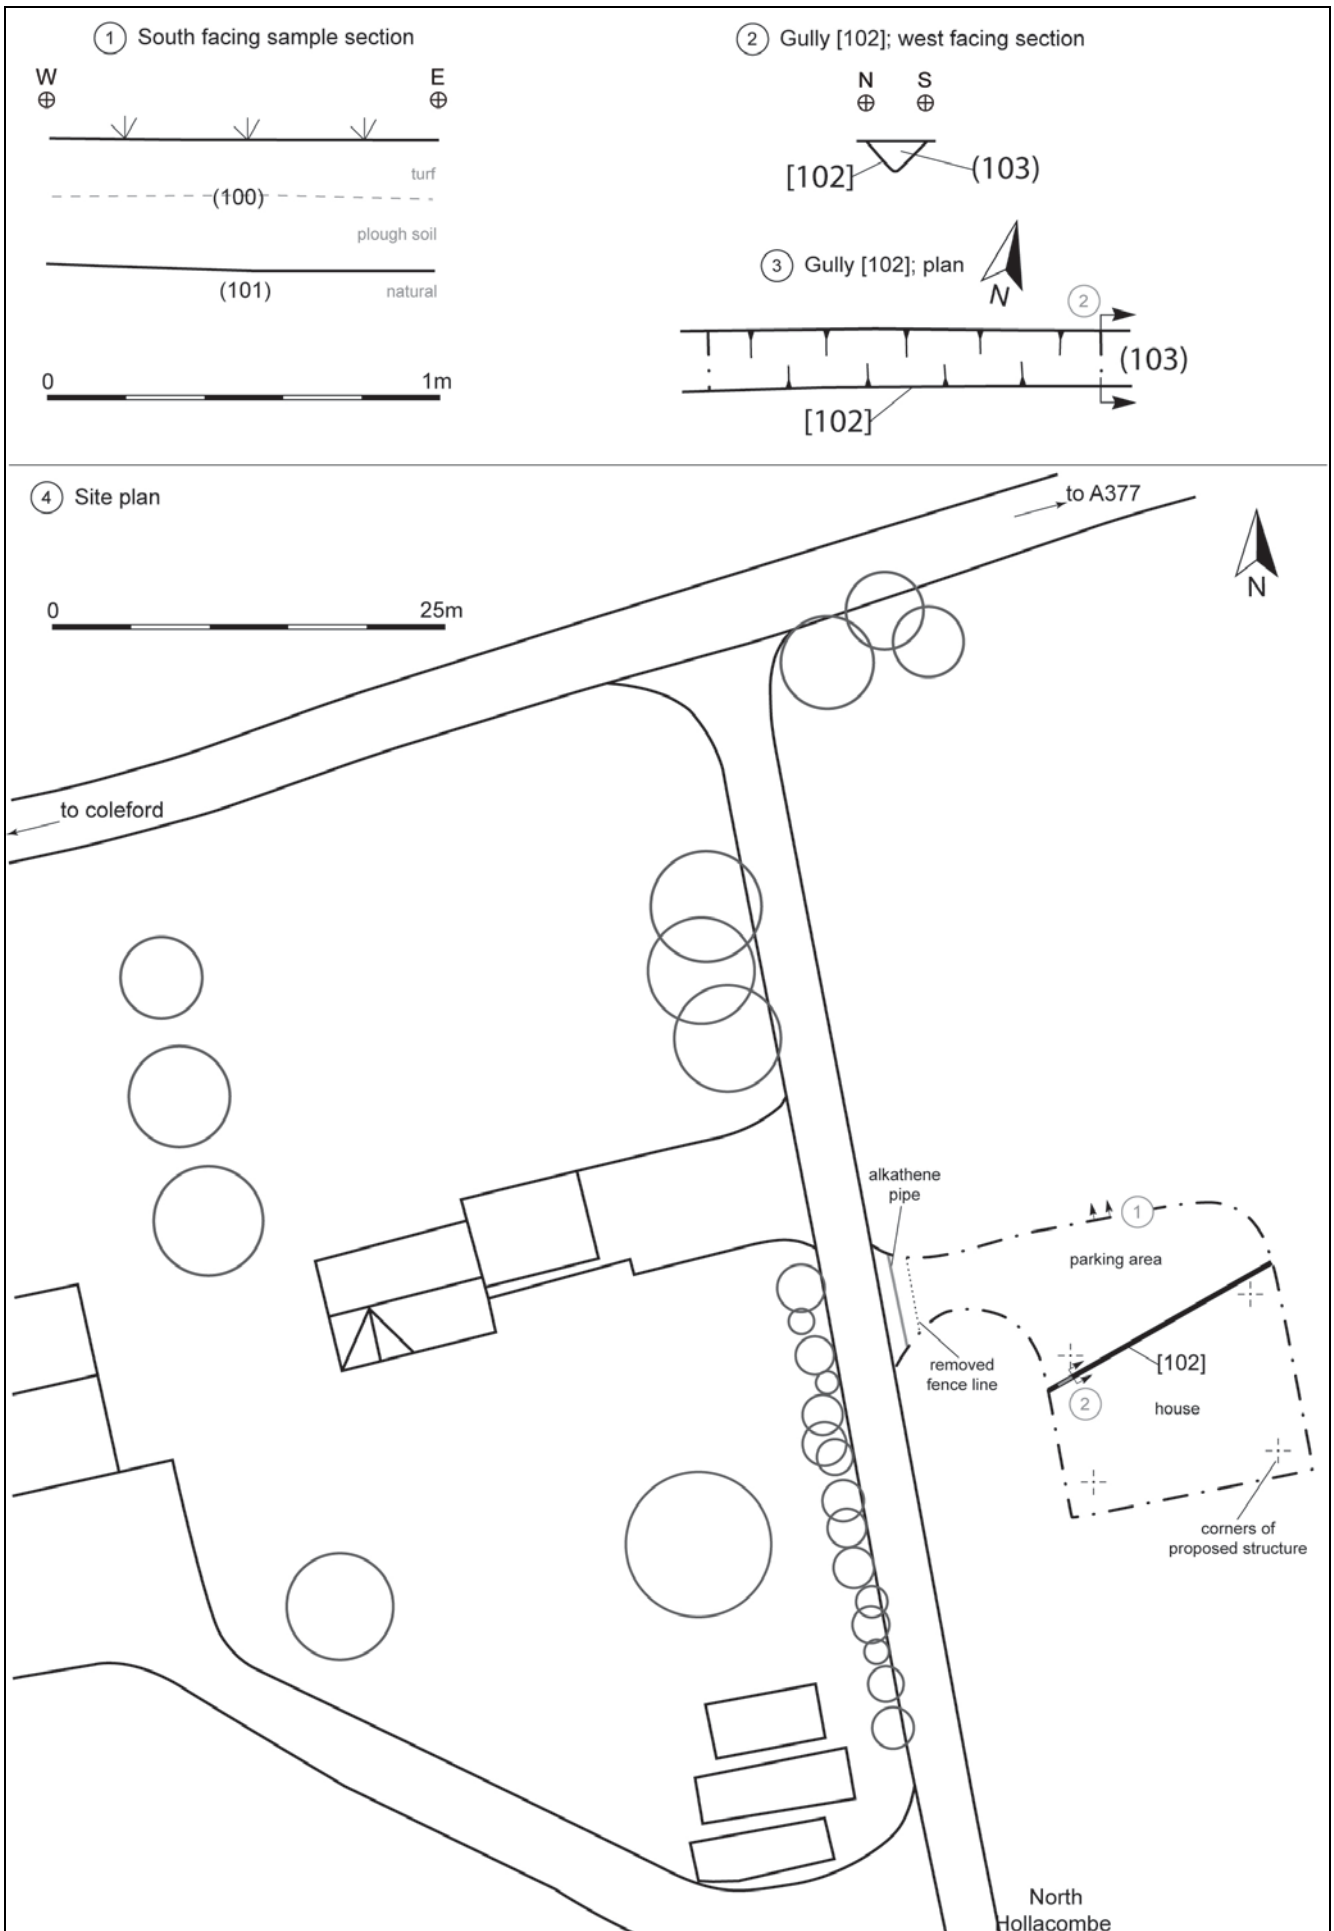 1 South facing sample section
W E
turf
(100)
plough soil
(101) natural
0 1m
2 Gully [102]; west facing section
N S
[102] (103)
3 Gully [102]; plan
N
2
(103)
[102]
4 Site plan
to A377
N
0 25m
to coleford
alkathene
pipe
1
parking area
removed
fence line
[102]
2
house
corners of
proposed structure
North
Hollacombe